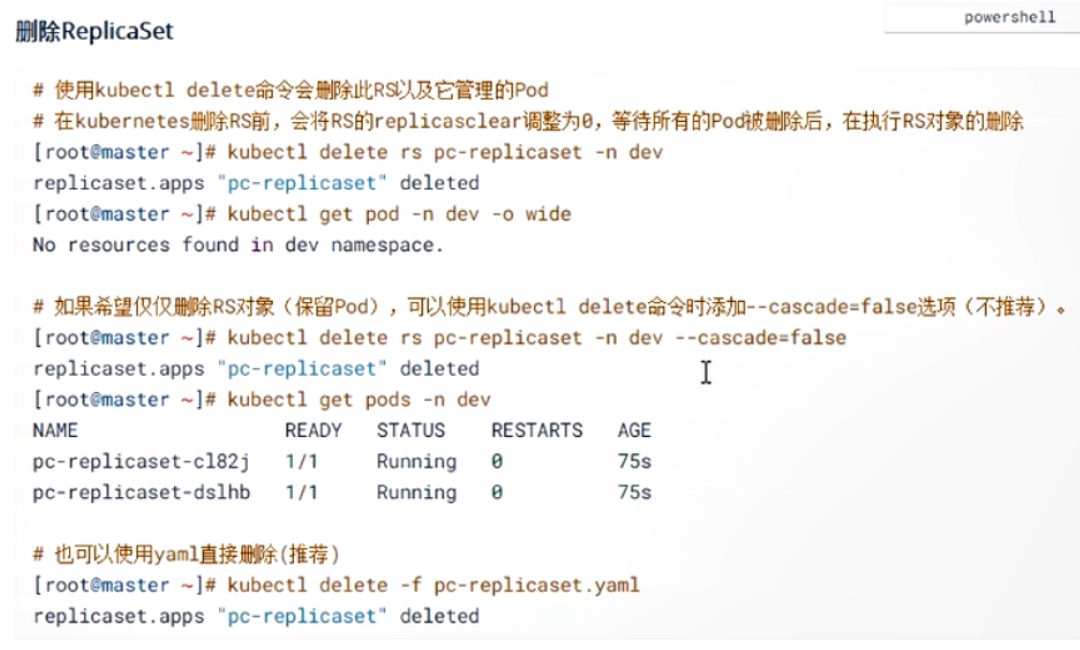 删除ReplicaSet
powershell
# 使用kubectl delete命令会删除此RS以及它管理的Pod
# 在kubernetes删除RS前，会将RS的replicasclear调整为0，等待所有的Pod被删除后，在执行RS对象的删除
[root@master ~]# kubectl delete rs pc-replicaset -n dev
replicaset.apps "pc-replicaset" deleted
[root@master ~]# kubectl get pod -n dev -o wide
No resources found in dev namespace.
# 如果希望仅仅删除RS对象（保留Pod），可以使用kubectl delete命令时添加--cascade=false选项（不推荐）。
[root@master ~]# kubectl delete rs pc-replicaset -n dev --cascade=false
replicaset.apps "pc-replicaset" deleted
[root@master ~]# kubectl get pods -n dev
NAME READY STATUS RESTARTS AGE
pc-replicaset-cl82j 1/1 Running 0 75s
pc-replicaset-dslhb 1/1 Running 0 75s
# 也可以使用yaml直接删除(推荐)
[root@master ~]# kubectl delete -f pc-replicaset.yaml
replicaset.apps "pc-replicaset" deleted